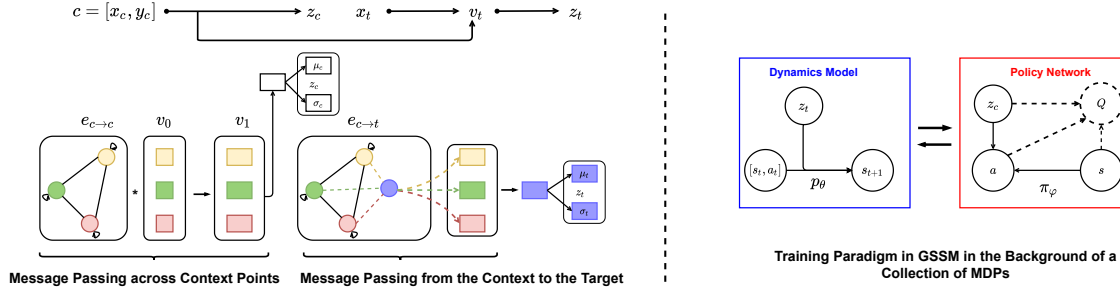 c = [x_c, y_c] z_c x_t v_t z_t
μ_c
z_c
σ_c
e_{c→c} v_0 v_1 e_{c→t}
*
μ_t
z_t
σ_t
Message Passing across Context Points
Message Passing from the Context to the Target
Dynamics Model
z_t
[s_t, a_t] s_{t+1}
p_θ
Policy Network
z_c Q
a s
π_φ
Training Paradigm in GSSM in the Background of a
Collection of MDPs